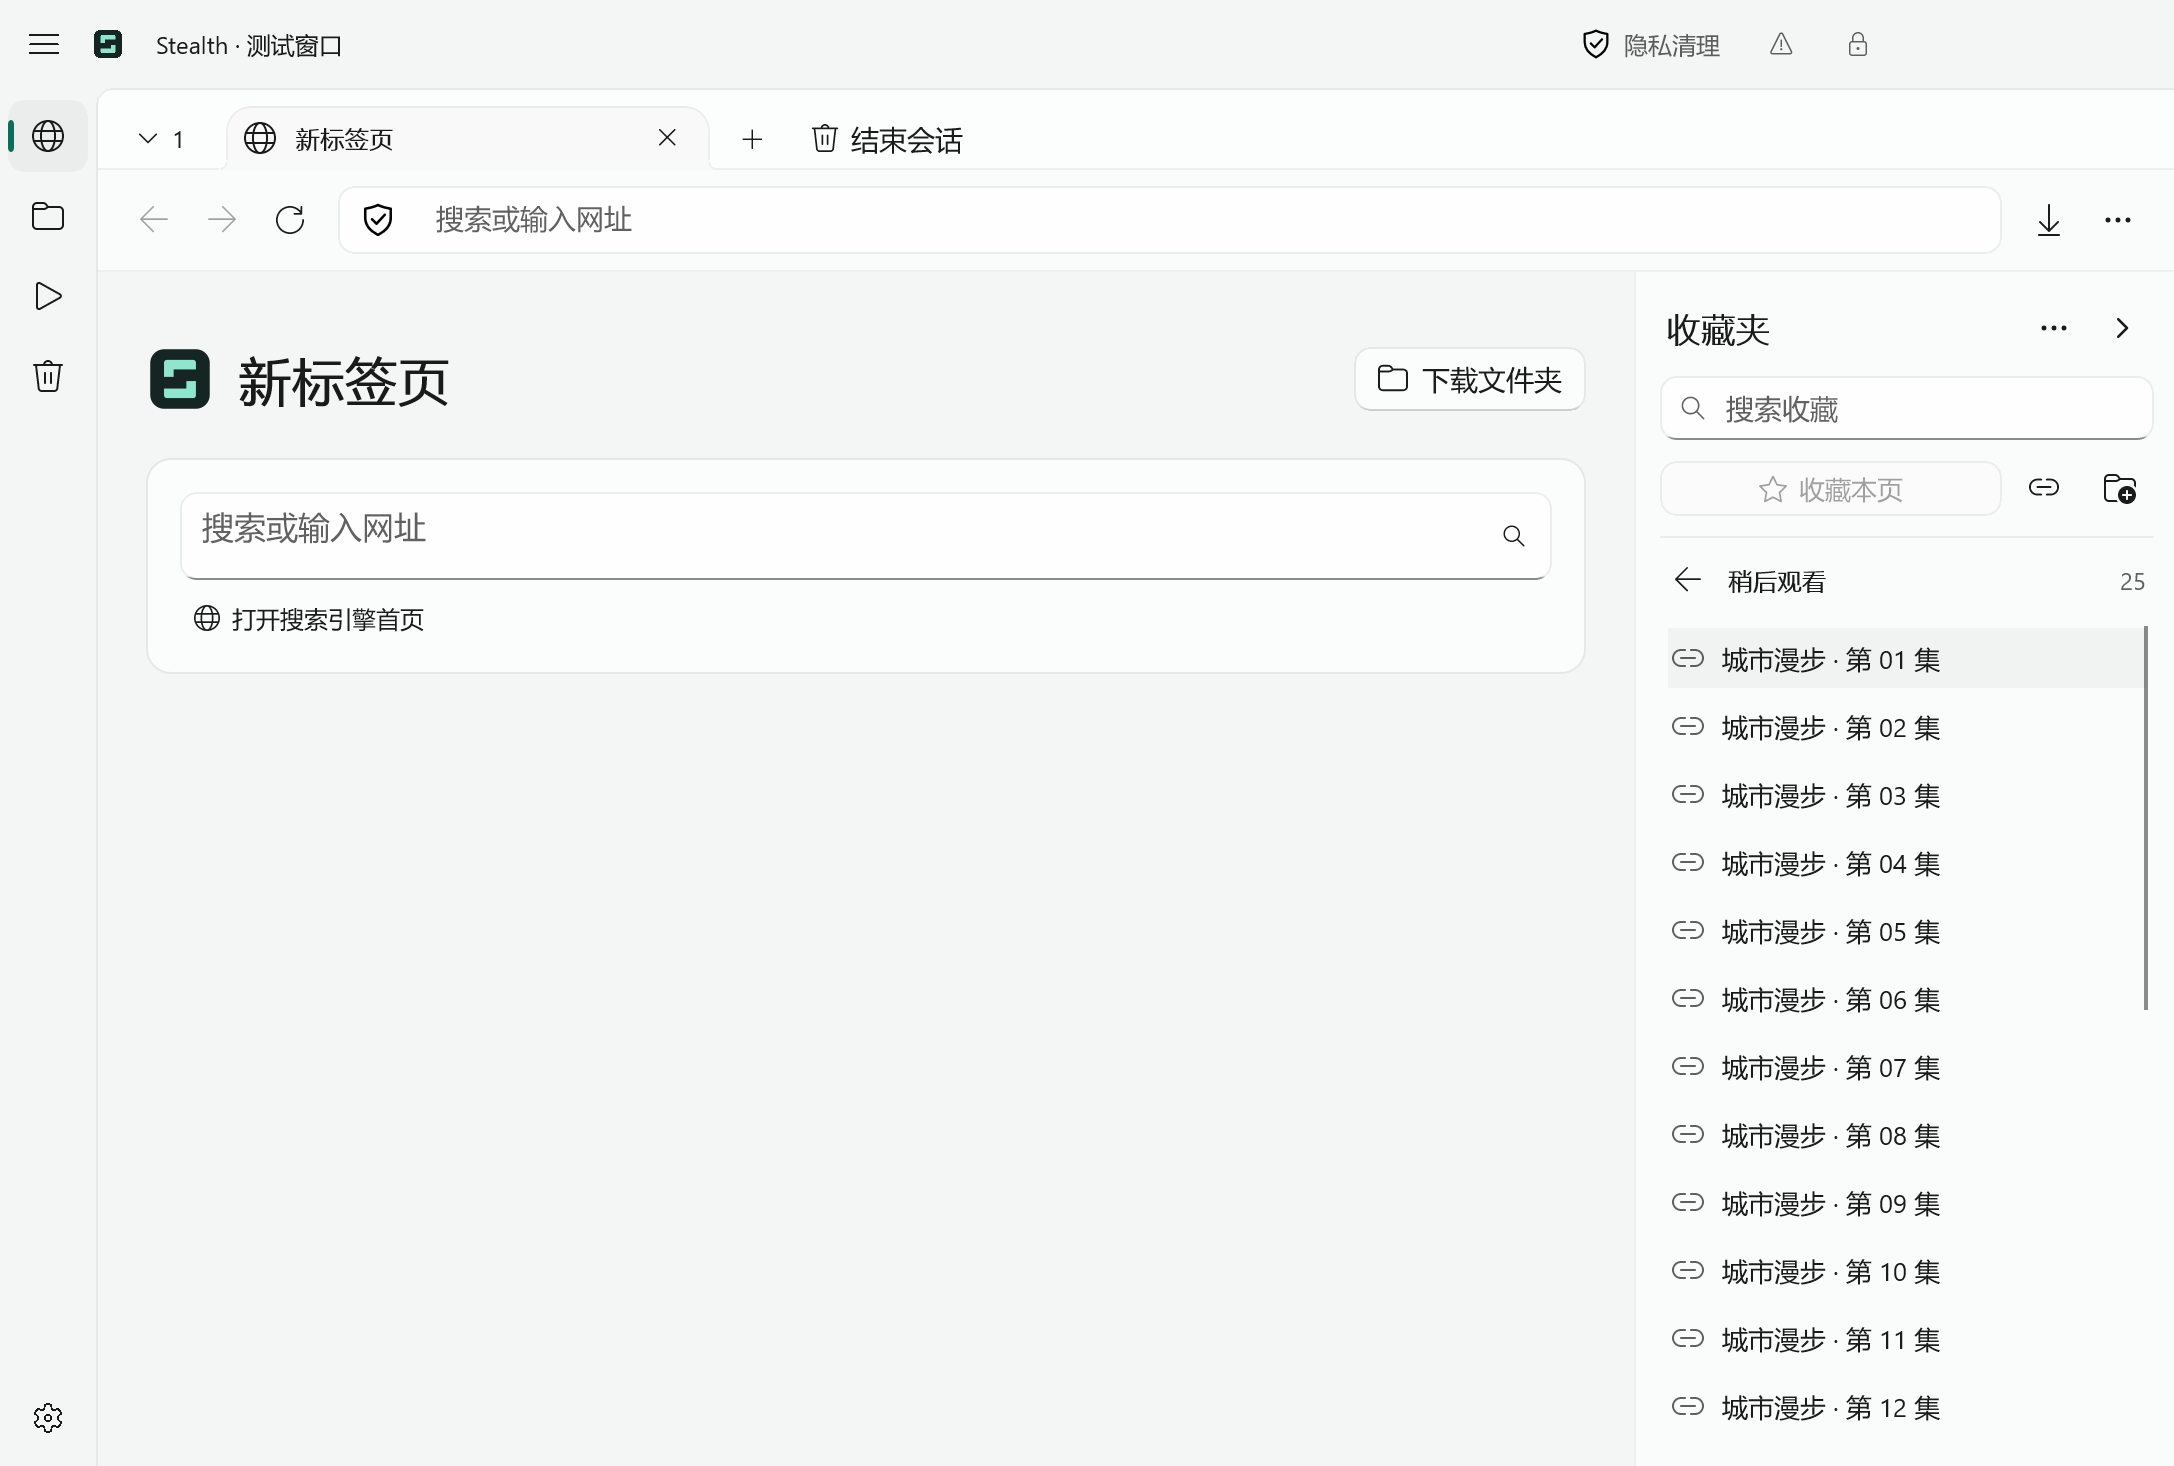 Stealth · 测试窗口
隐私清理
1
新标签页
结束会话
搜索或输入网址
新标签页
下载文件夹
搜索或输入网址
打开搜索引擎首页
收藏夹
搜索收藏
收藏本页
稍后观看
25
城市漫步 · 第 01 集
城市漫步 · 第 02 集
城市漫步 · 第 03 集
城市漫步 · 第 04 集
城市漫步 · 第 05 集
城市漫步 · 第 06 集
城市漫步 · 第 07 集
城市漫步 · 第 08 集
城市漫步 · 第 09 集
城市漫步 · 第 10 集
城市漫步 · 第 11 集
城市漫步 · 第 12 集